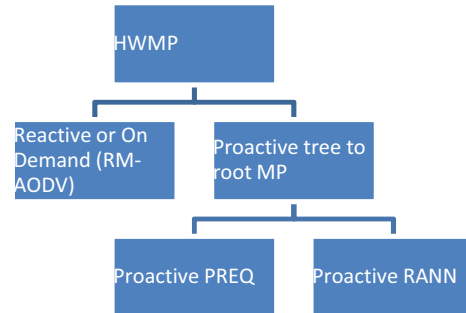 HWMP
Reactive or On
Demand (RM-
AODV)
Proactive tree to
root MP
Proactive PREQ
Proactive RANN